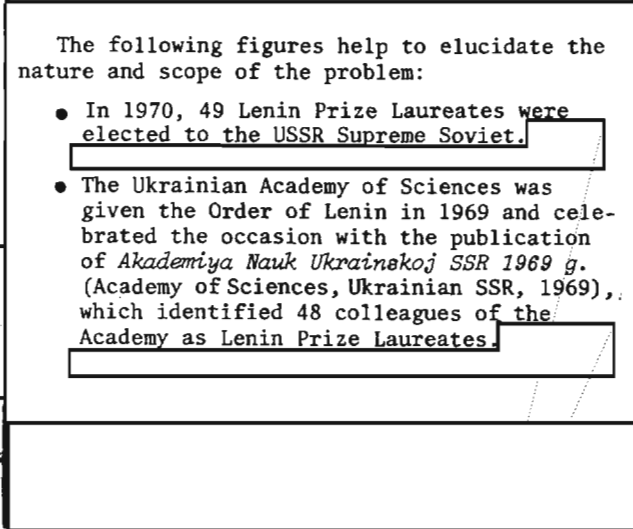 The following figures help to elucidate the
nature and scope of the problem:
● In 1970, 49 Lenin Prize Laureates were
elected to the USSR Supreme Soviet.
● The Ukrainian Academy of Sciences was
given the Order of Lenin in 1969 and cele-
brated the occasion with the publication
of Akademiya Nauk Ukrainskoj SSR 1969 g.
(Academy of Sciences, Ukrainian SSR, 1969),
which identified 48 colleagues of the
Academy as Lenin Prize Laureates.